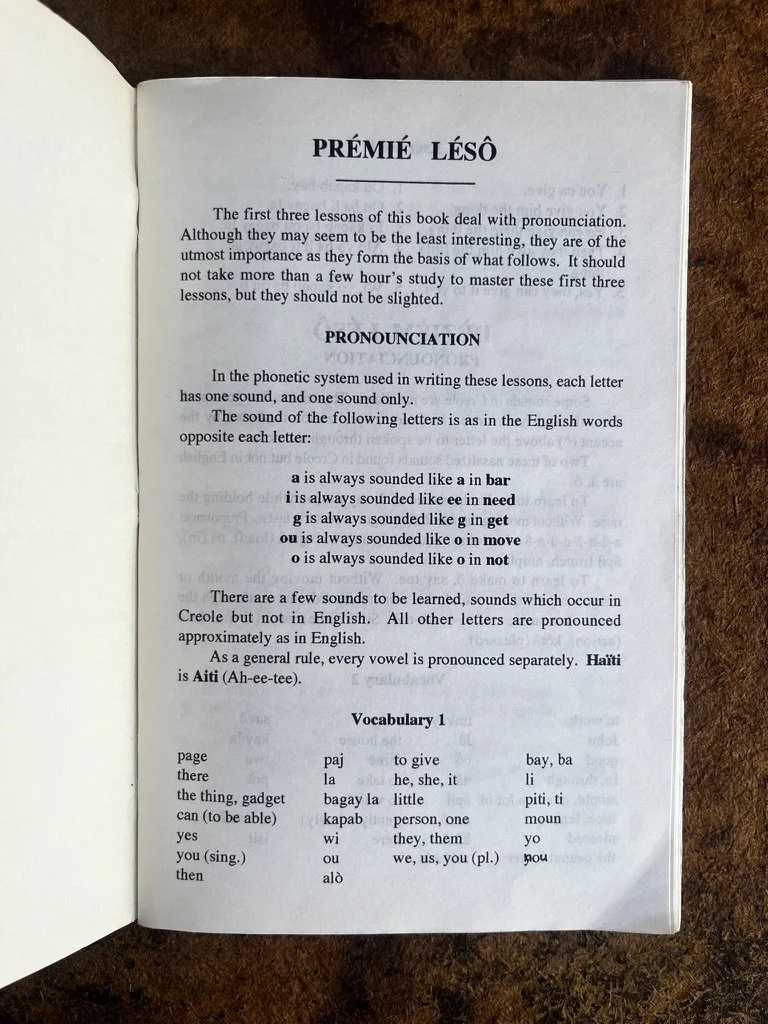 PRÉMIÉ LÉSÔ
The first three lessons of this book deal with pronounciation.
Although they may seem to be the least interesting, they are of the
utmost importance as they form the basis of what follows. It should
not take more than a few hour's study to master these first three
lessons, but they should not be slighted.
PRONOUNCIATION
In the phonetic system used in writing these lessons, each letter
has one sound, and one sound only.
The sound of the following letters is as in the English words
opposite each letter:
a is always sounded like a in bar
i is always sounded like ee in need
g is always sounded like g in get
ou is always sounded like o in move
o is always sounded like o in not
There are a few sounds to be learned, sounds which occur in
Creole but not in English. All other letters are pronounced
approximately as in English.
As a general rule, every vowel is pronounced separately. Haïti
is Aiti (Ah-ee-tee).
Vocabulary 1
page paj to give bay, ba
there la he, she, it li
the thing, gadget bagay la little piti, ti
can (to be able) kapab person, one moun
yes wi they, them yo
you (sing.) ou we, us, you (pl.) nou
then alò